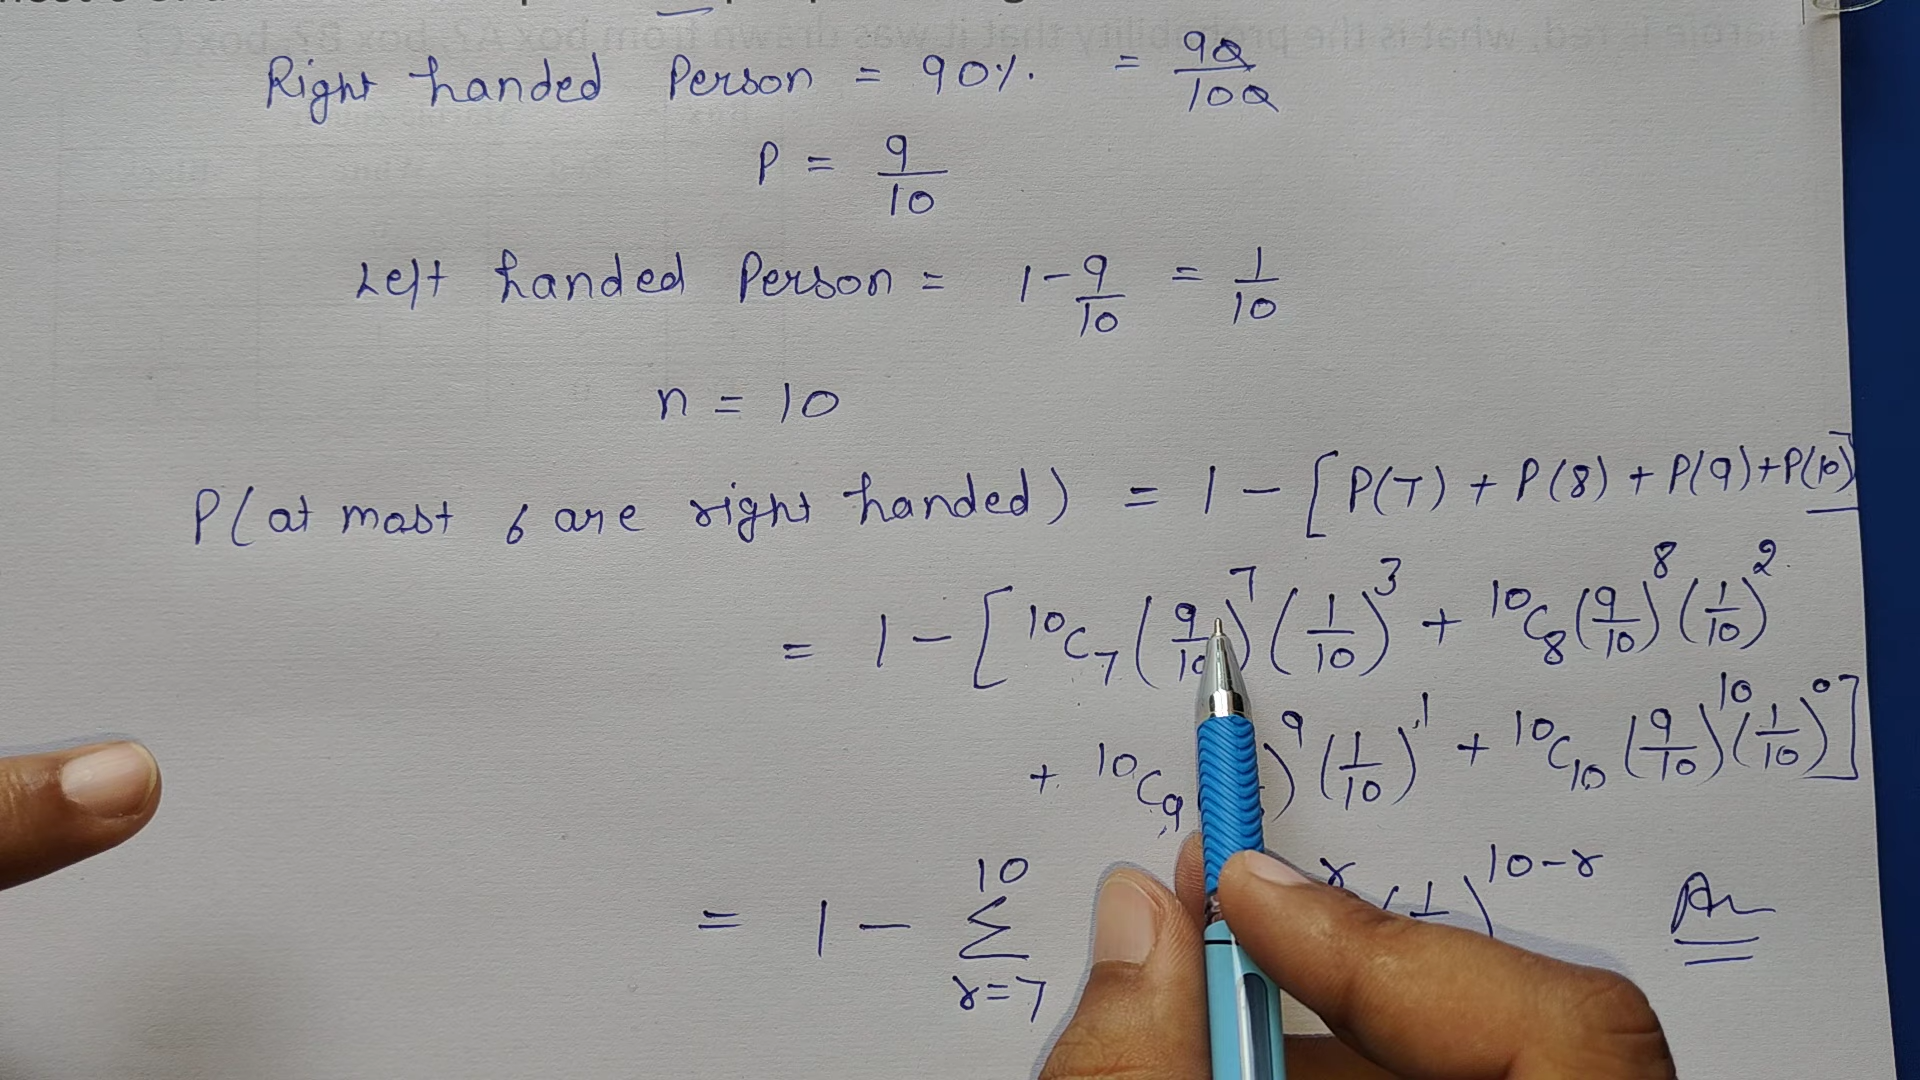 Right handed Person = 90%. = 90/100
P = 9/10
Left handed Person = 1 - 9/10 = 1/10
n = 10
P(at most 6 are right handed) = 1 - [P(7) + P(8) + P(9) + P(10)]
= 1 - [¹⁰C₇ (9/10)⁷ (1/10)³ + ¹⁰C₈ (9/10)⁸ (1/10)²
+ ¹⁰C₉ )⁹ (1/10)¹ + ¹⁰C₁₀ (9/10)¹⁰ (1/10)⁰]
= 1 - Σ r=7 10 r (1 )10-r